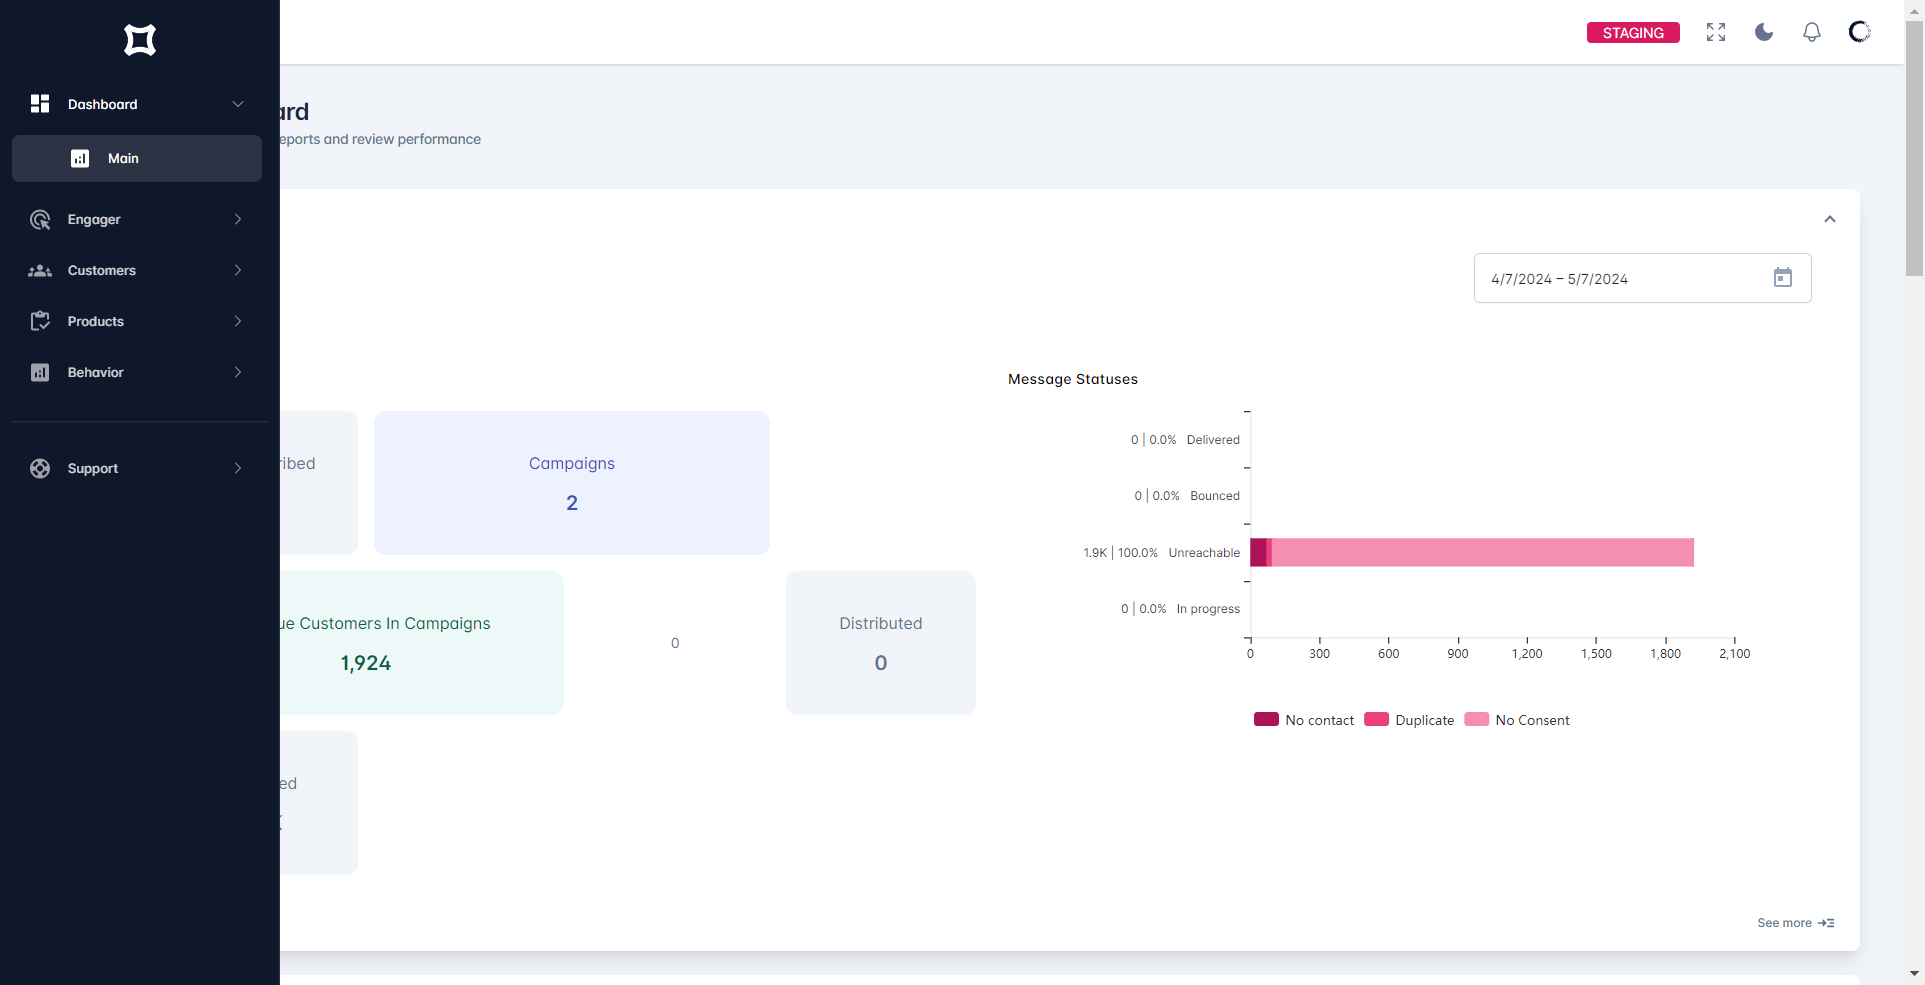 STAGING
Dashboard
Main
Engager
Customers
Products
Behavior
Support
ard
eports and review performance
4/7/2024 – 5/7/2024
ribed
Campaigns
2
ue Customers In Campaigns
1,924
0
Distributed
0
ed
Message Statuses
0 | 0.0% Delivered
0 | 0.0% Bounced
1.9K | 100.0% Unreachable
0 | 0.0% In progress
0 300 600 900 1,200 1,500 1,800 2,100
No contact Duplicate No Consent
See more